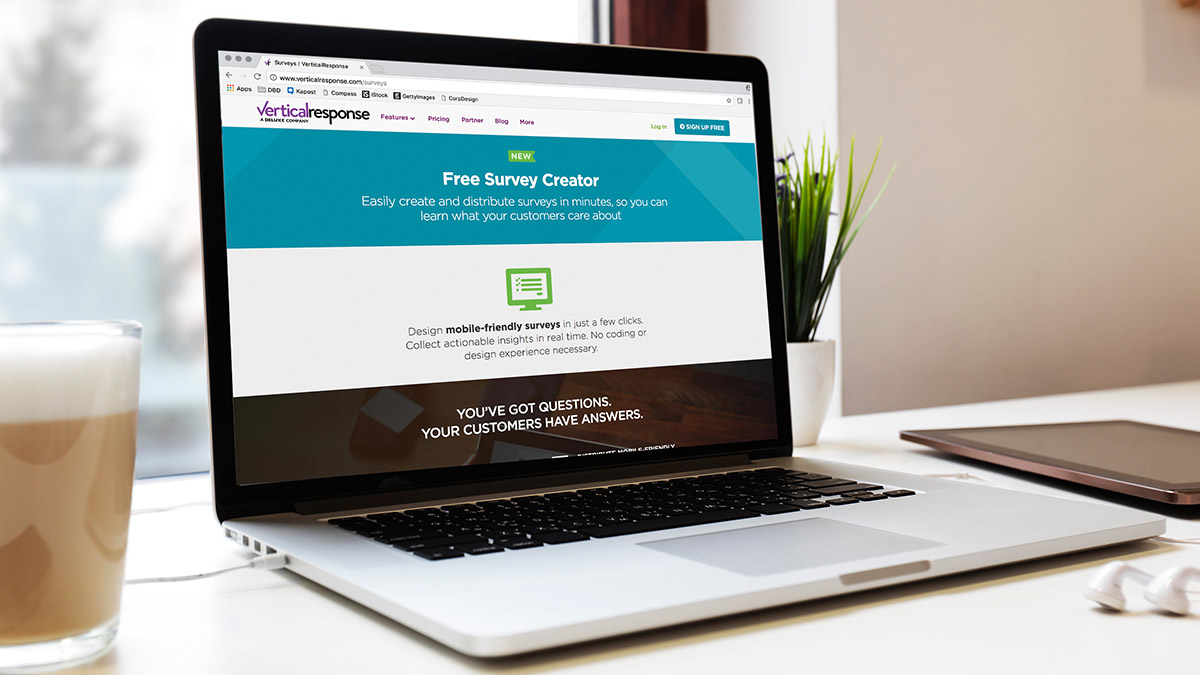 Surveys | VerticalResponse
www.verticalresponse.com/surveys
Apps DBD Kapost Compass iStock GettyImages CorpDesign
verticalresponse
A DELUXE COMPANY
Features Pricing Partner Blog More
Log In SIGN UP FREE
NEW
Free Survey Creator
Easily create and distribute surveys in minutes, so you can
learn what your customers care about
Design mobile-friendly surveys in just a few clicks.
Collect actionable insights in real time. No coding or
design experience necessary.
YOU'VE GOT QUESTIONS.
YOUR CUSTOMERS HAVE ANSWERS.
DISTRIBUTE MOBILE-FRIENDLY